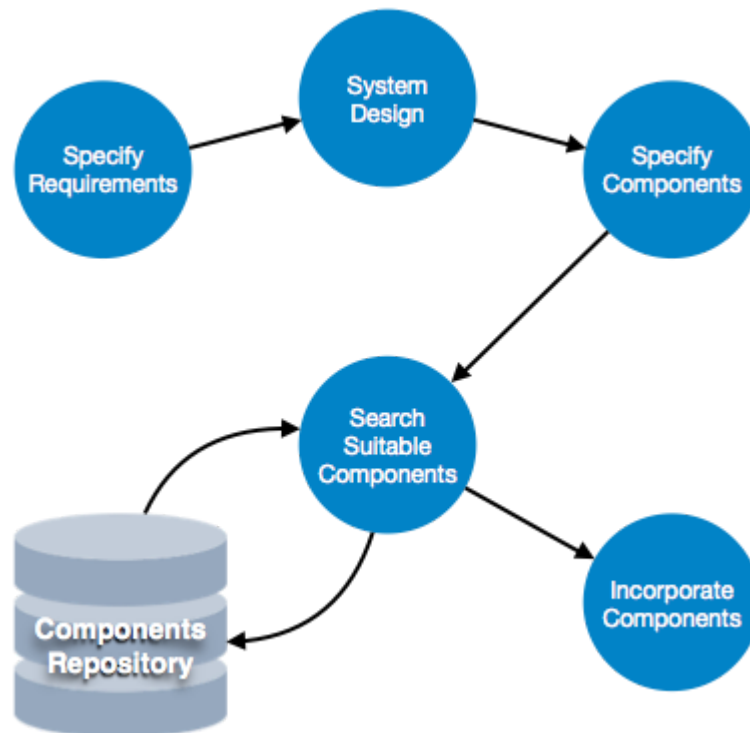 System
Design
Specify
Requirements
Specify
Components
Search
Suitable
Components
Incorporate
Components
Components
Repository